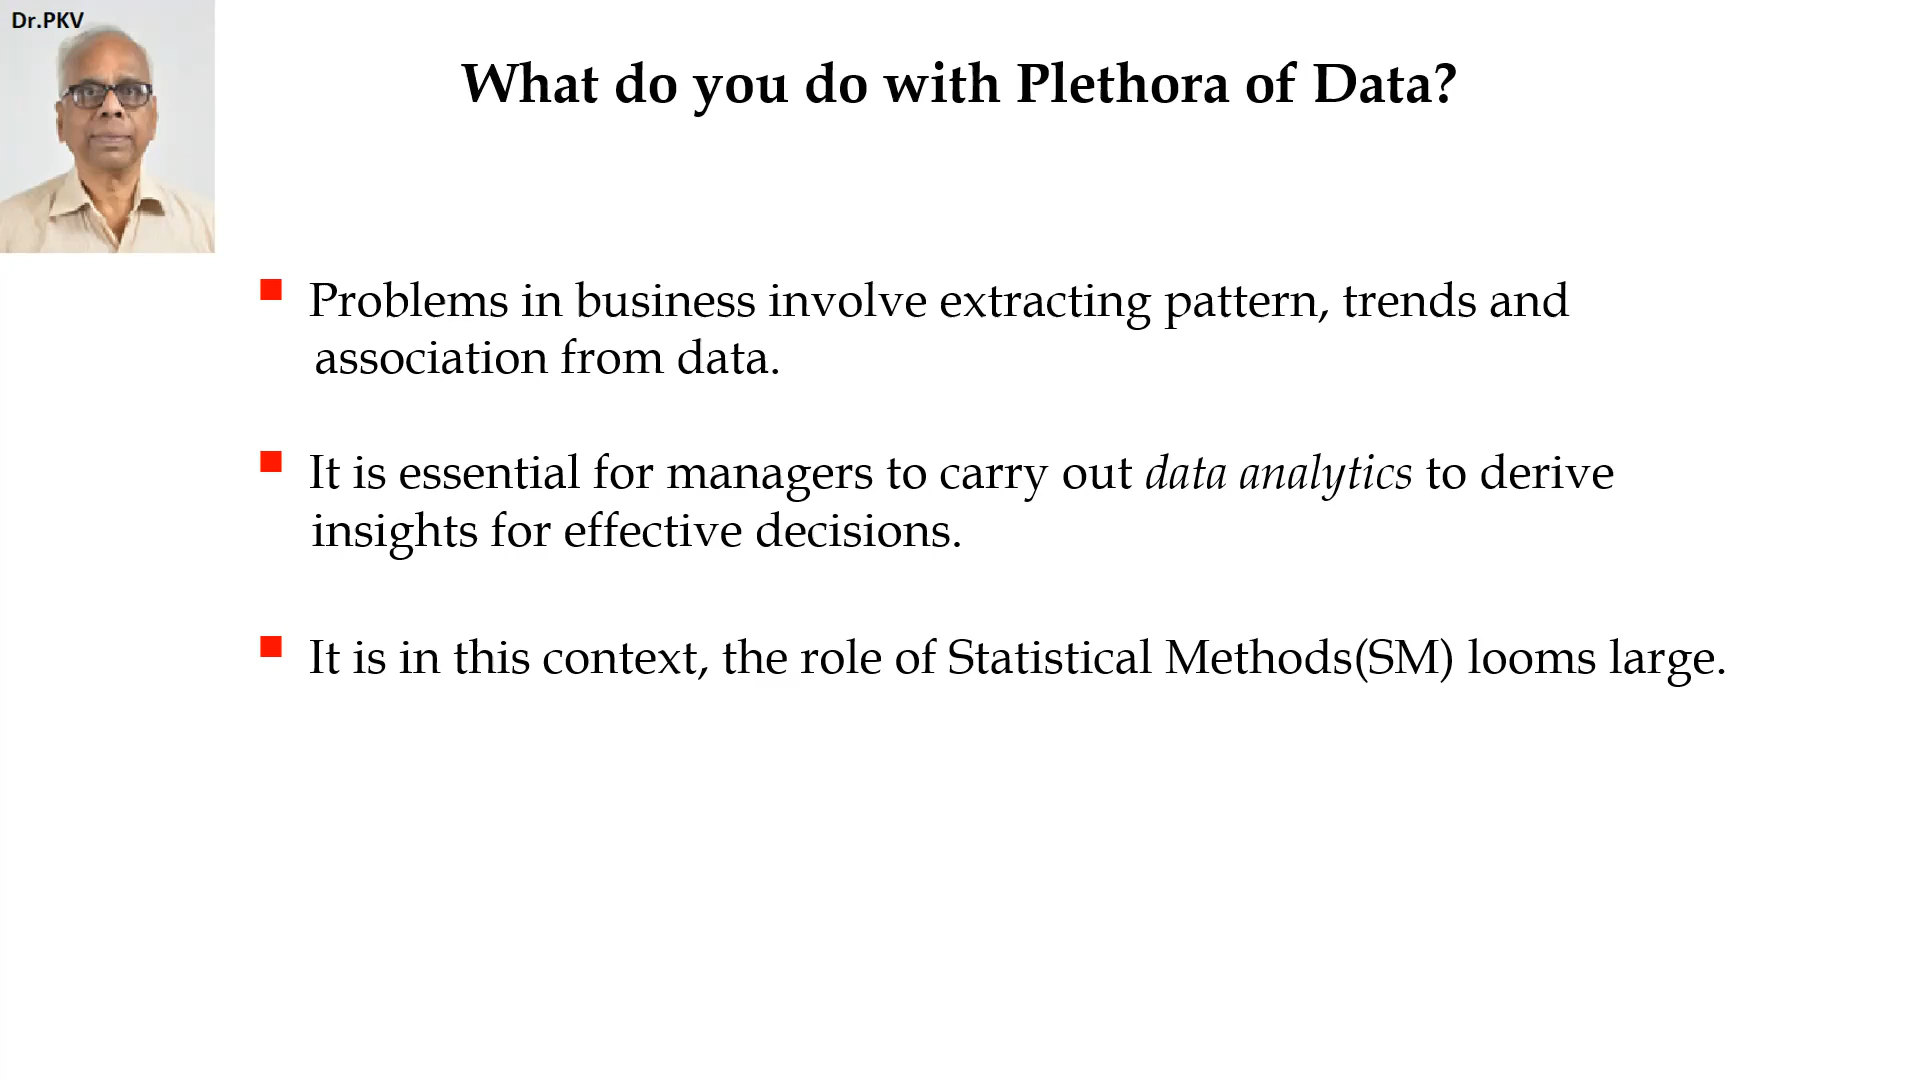 Dr.PKV
What do you do with Plethora of Data?
Problems in business involve extracting pattern, trends and
association from data.
It is essential for managers to carry out data analytics to derive
insights for effective decisions.
It is in this context, the role of Statistical Methods(SM) looms large.